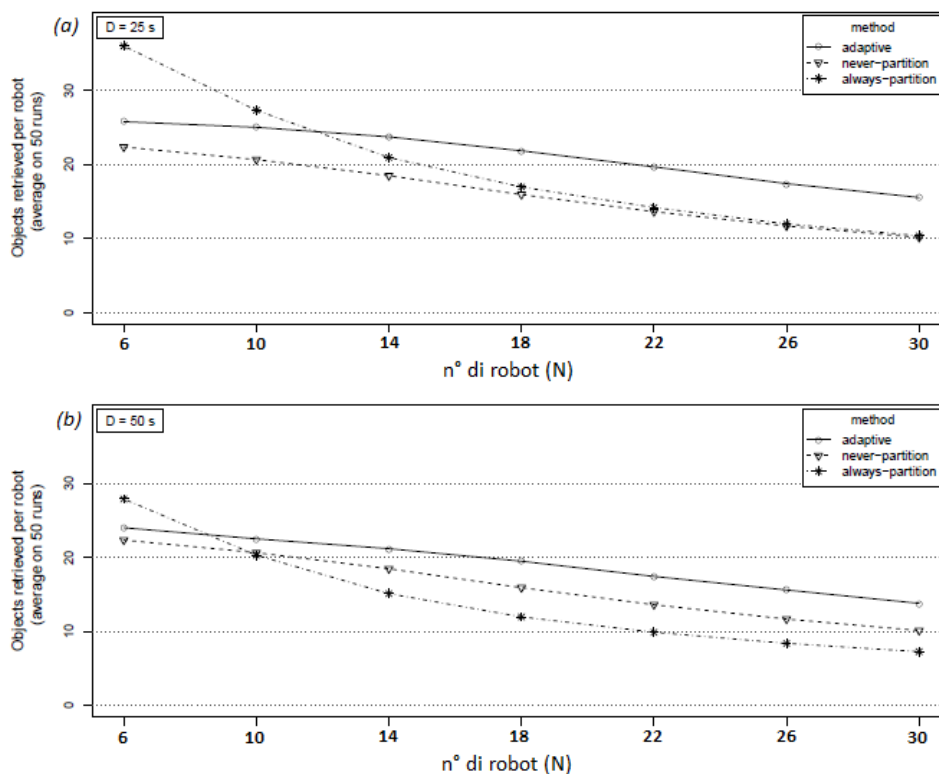 (a)
D = 25 s
method
adaptive
never-partition
always-partition
Objects retrieved per robot
(average on 50 runs)
30
20
10
0
6 10 14 18 22 26 30
n° di robot (N)
(b)
D = 50 s
method
adaptive
never-partition
always-partition
Objects retrieved per robot
(average on 50 runs)
30
20
10
0
6 10 14 18 22 26 30
n° di robot (N)